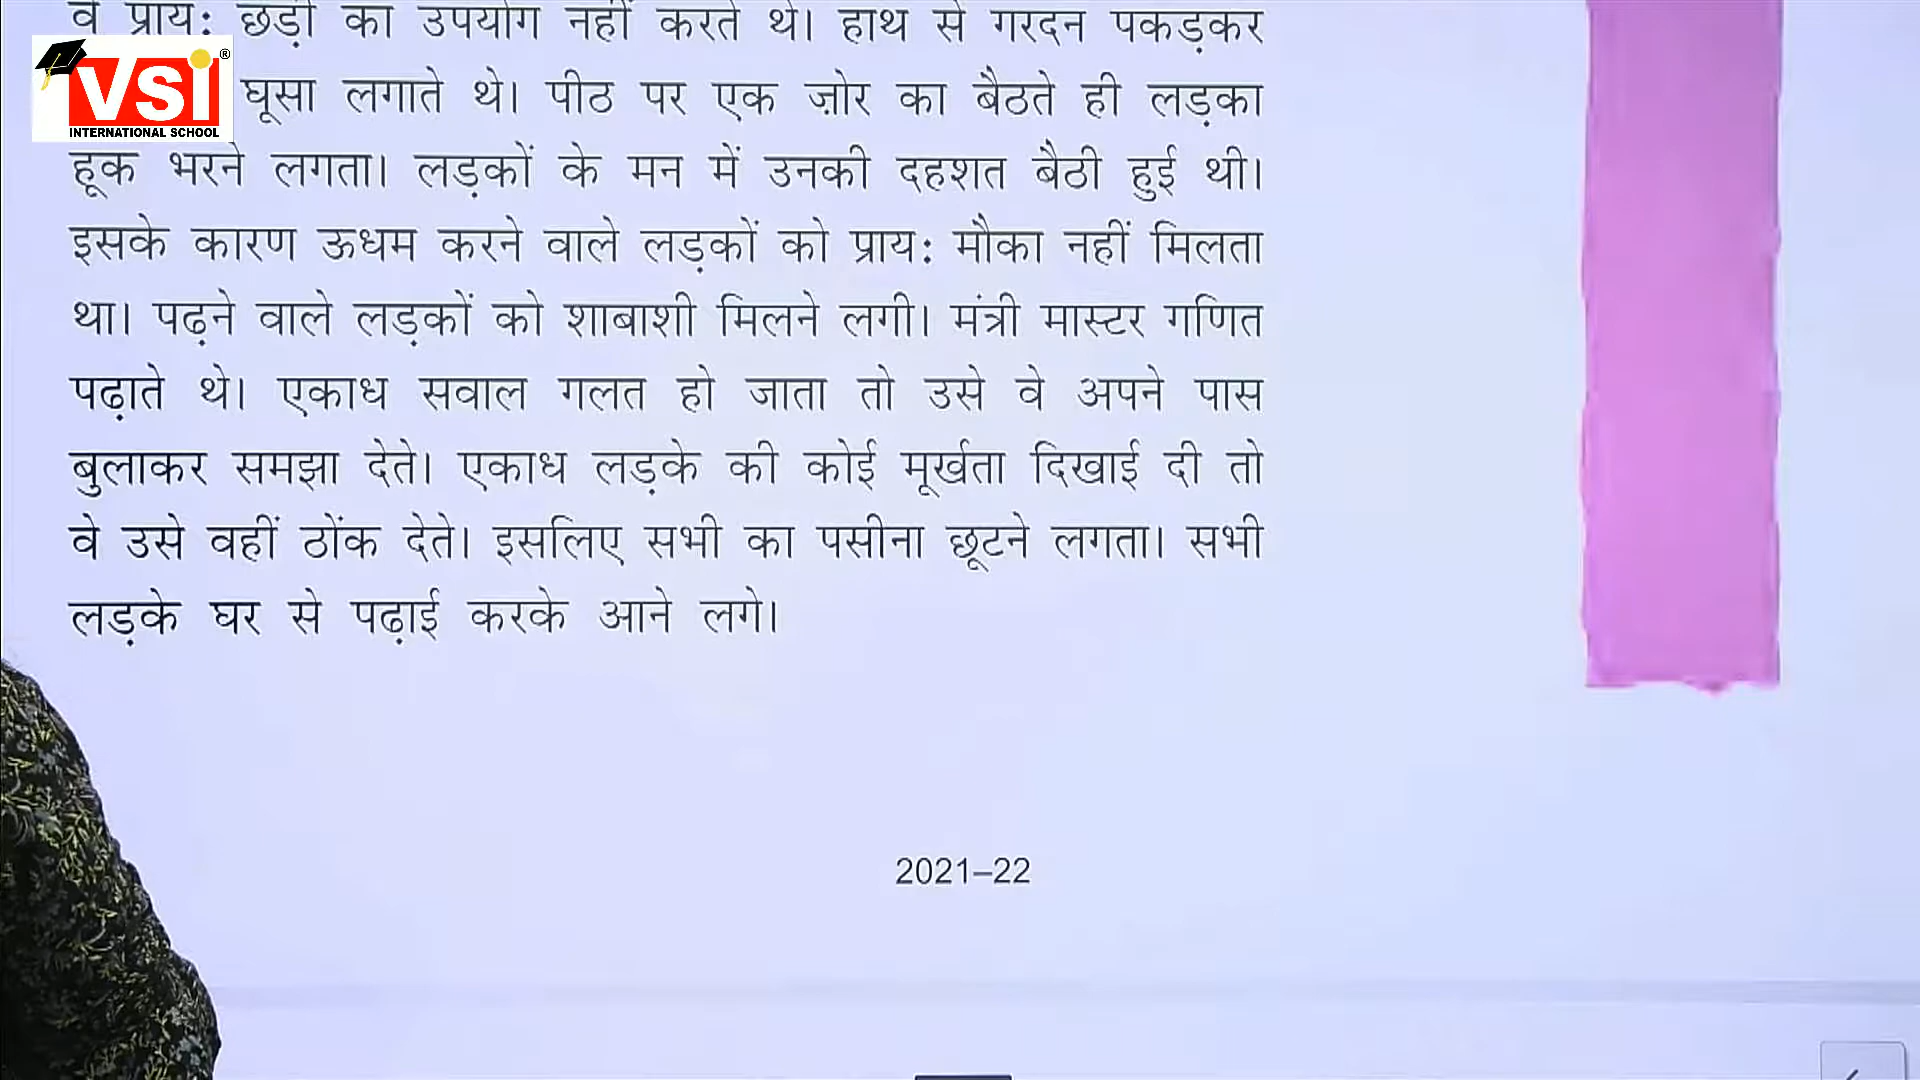 वे प्राय: छड़ी का उपयोग नहीं करते थे। हाथ से गरदन पकड़कर
VSI ®
INTERNATIONAL SCHOOL
घूसा लगाते थे। पीठ पर एक ज़ोर का बैठते ही लड़का
हूक भरने लगता। लड़कों के मन में उनकी दहशत बैठी हुई थी।
इसके कारण ऊधम करने वाले लड़कों को प्राय: मौका नहीं मिलता
था। पढ़ने वाले लड़कों को शाबाशी मिलने लगी। मंत्री मास्टर गणित
पढ़ाते थे। एकाध सवाल गलत हो जाता तो उसे वे अपने पास
बुलाकर समझा देते। एकाध लड़के की कोई मूर्खता दिखाई दी तो
वे उसे वहीं ठोंक देते। इसलिए सभी का पसीना छूटने लगता। सभी
लड़के घर से पढ़ाई करके आने लगे।
2021–22